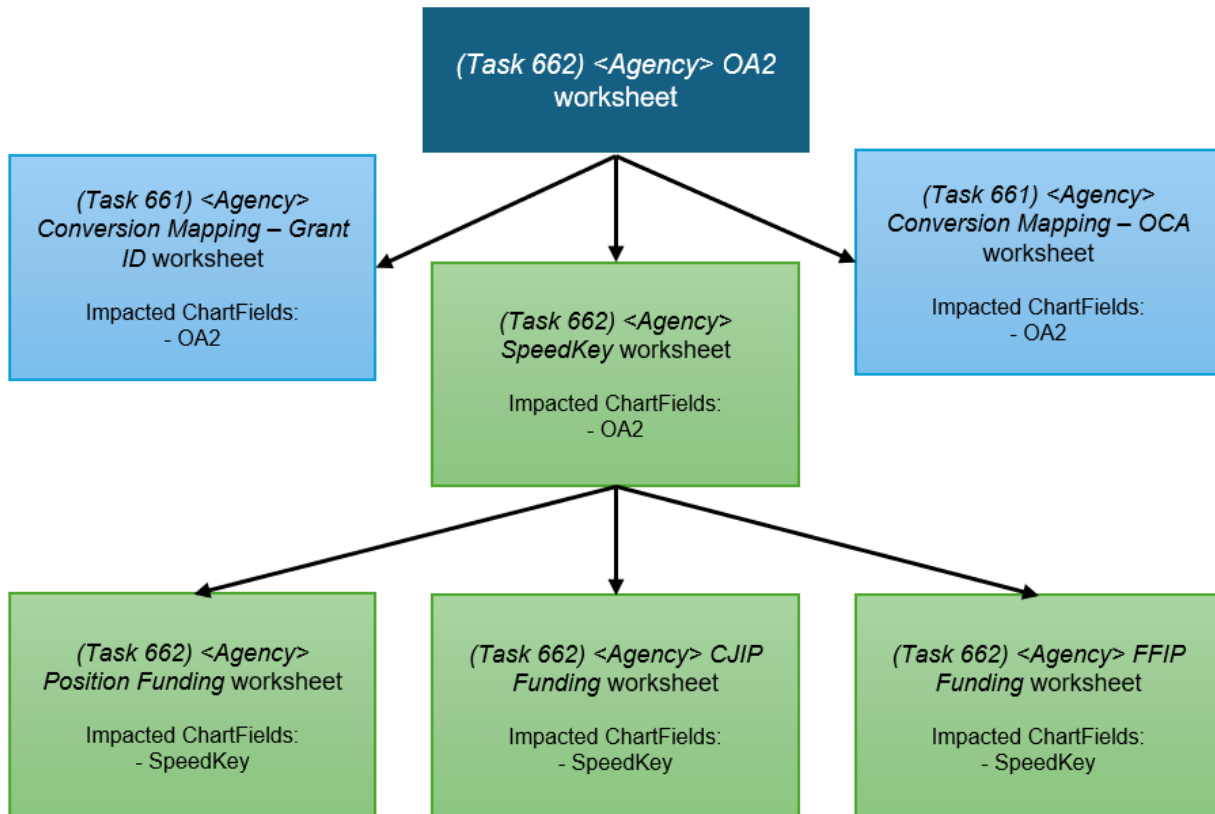 (Task 662) <Agency> OA2
worksheet
(Task 661) <Agency>
Conversion Mapping – Grant
ID worksheet
Impacted ChartFields:
- OA2
(Task 662) <Agency>
SpeedKey worksheet
Impacted ChartFields:
- OA2
(Task 661) <Agency>
Conversion Mapping – OCA
worksheet
Impacted ChartFields:
- OA2
(Task 662) <Agency>
Position Funding worksheet
Impacted ChartFields:
- SpeedKey
(Task 662) <Agency> CJIP
Funding worksheet
Impacted ChartFields:
- SpeedKey
(Task 662) <Agency> FFIP
Funding worksheet
Impacted ChartFields:
- SpeedKey